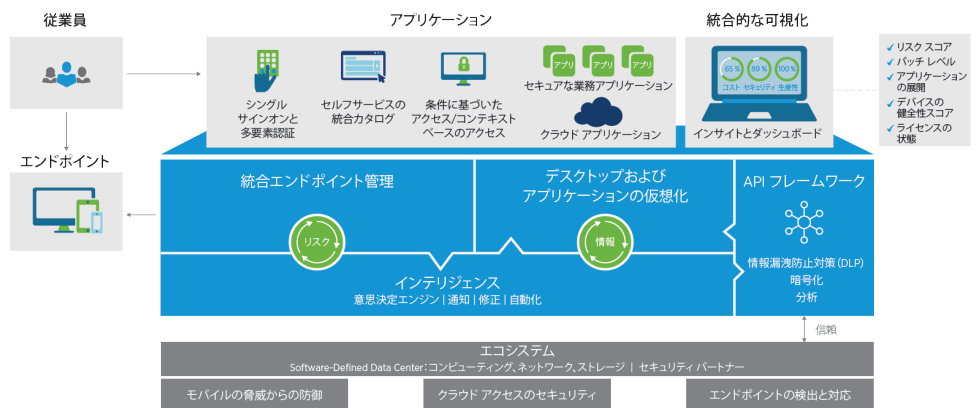 従業員
アプリケーション
統合的な可視化
シングル
サインオンと
多要素認証
セルフサービスの
統合カタログ
条件に基づいた
アクセス/コンテキスト
ベースのアクセス
アプリ
アプリ
アプリ
セキュアな業務アプリケーション
クラウド アプリケーション
65 %
89 %
100 %
コスト
セキュリティ
生産性
インサイトとダッシュボード
リスク スコア
パッチ レベル
アプリケーション
の展開
デバイスの
健全性スコア
ライセンスの
状態
エンドポイント
統合エンドポイント管理
デスクトップおよび
アプリケーションの仮想化
API フレームワーク
リスク
情報
情報漏洩防止対策(DLP)
暗号化
分析
インテリジェンス
意思決定エンジン | 通知 | 修正 | 自動化
信頼
エコシステム
Software-Defined Data Center:コンピューティング、ネットワーク、ストレージ | セキュリティ パートナー
モバイルの脅威からの防御
クラウド アクセスのセキュリティ
エンドポイントの検出と対応